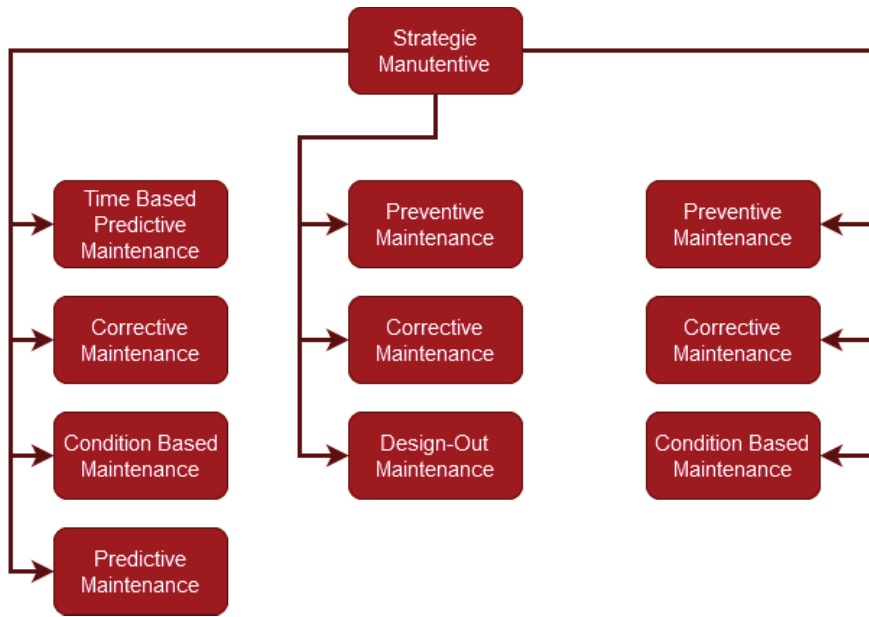 Strategie
Manutentive
Time Based
Predictive
Maintenance
Corrective
Maintenance
Condition Based
Maintenance
Predictive
Maintenance
Preventive
Maintenance
Corrective
Maintenance
Design-Out
Maintenance
Preventive
Maintenance
Corrective
Maintenance
Condition Based
Maintenance